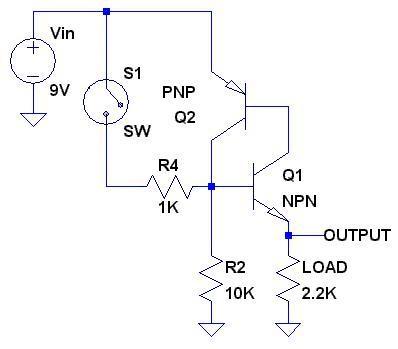 Vin
+
−
9V
S1
SW
PNP
Q2
R4
1K
Q1
NPN
OUTPUT
R2
10K
LOAD
2.2K